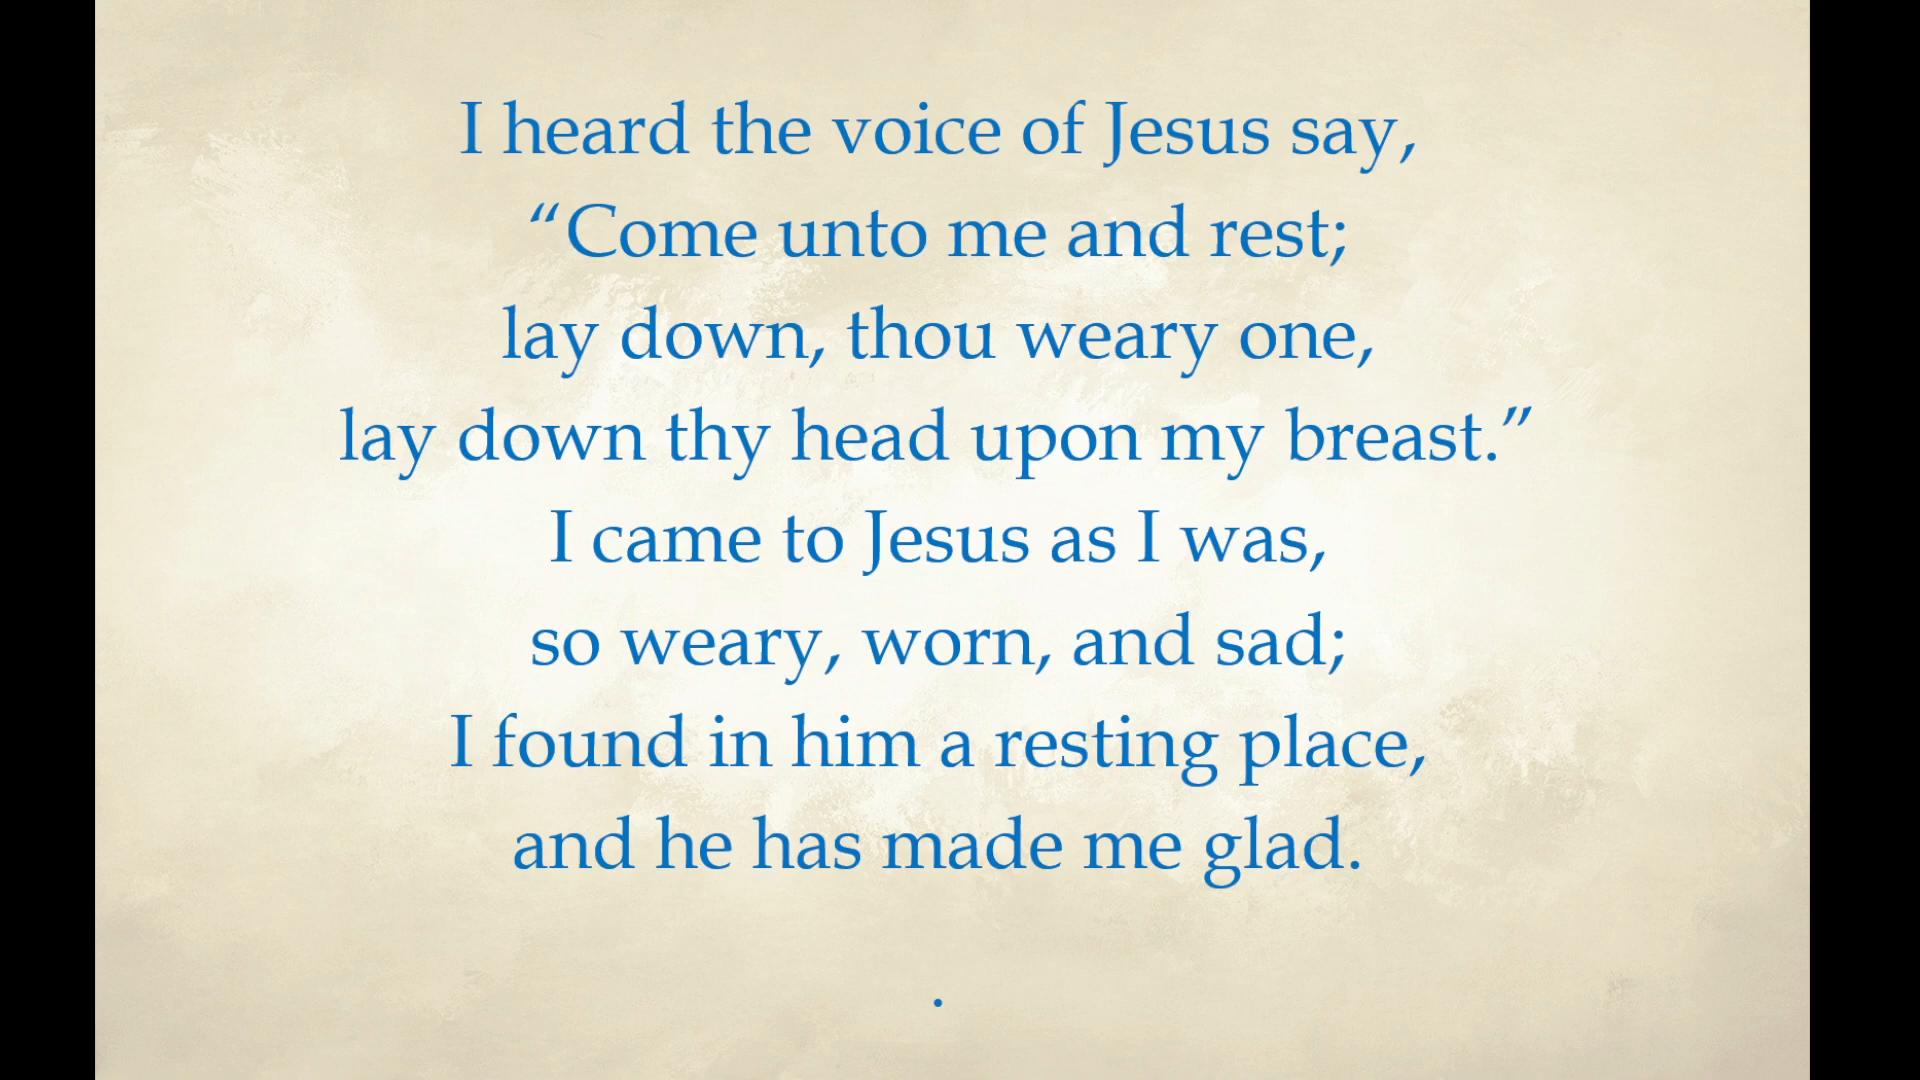 I heard the voice of Jesus say,
“Come unto me and rest;
lay down, thou weary one,
lay down thy head upon my breast.”
I came to Jesus as I was,
so weary, worn, and sad;
I found in him a resting place,
and he has made me glad.
.